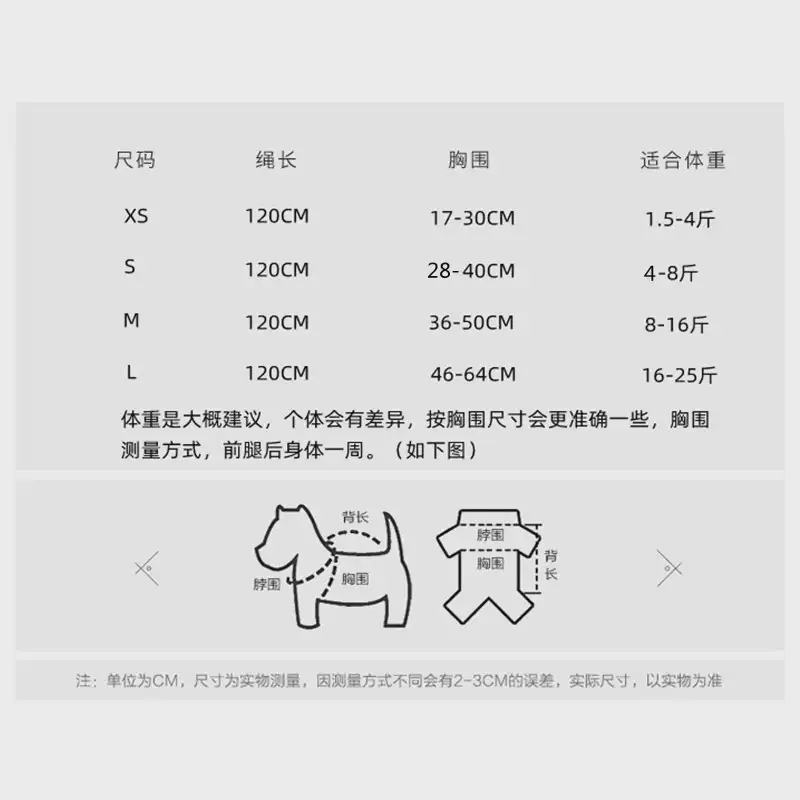 尺码 绳长 胸围 适合体重
XS 120CM 17-30CM 1.5-4斤
S 120CM 28-40CM 4-8斤
M 120CM 36-50CM 8-16斤
L 120CM 46-64CM 16-25斤
体重是大概建议，个体会有差异，按胸围尺寸会更准确一些，胸围
测量方式，前腿后身体一周。（如下图）
背长
脖围 胸围
脖围
胸围
背长
注：单位为CM，尺寸为实物测量，因测量方式不同会有2-3CM的误差，实际尺寸，以实物为准